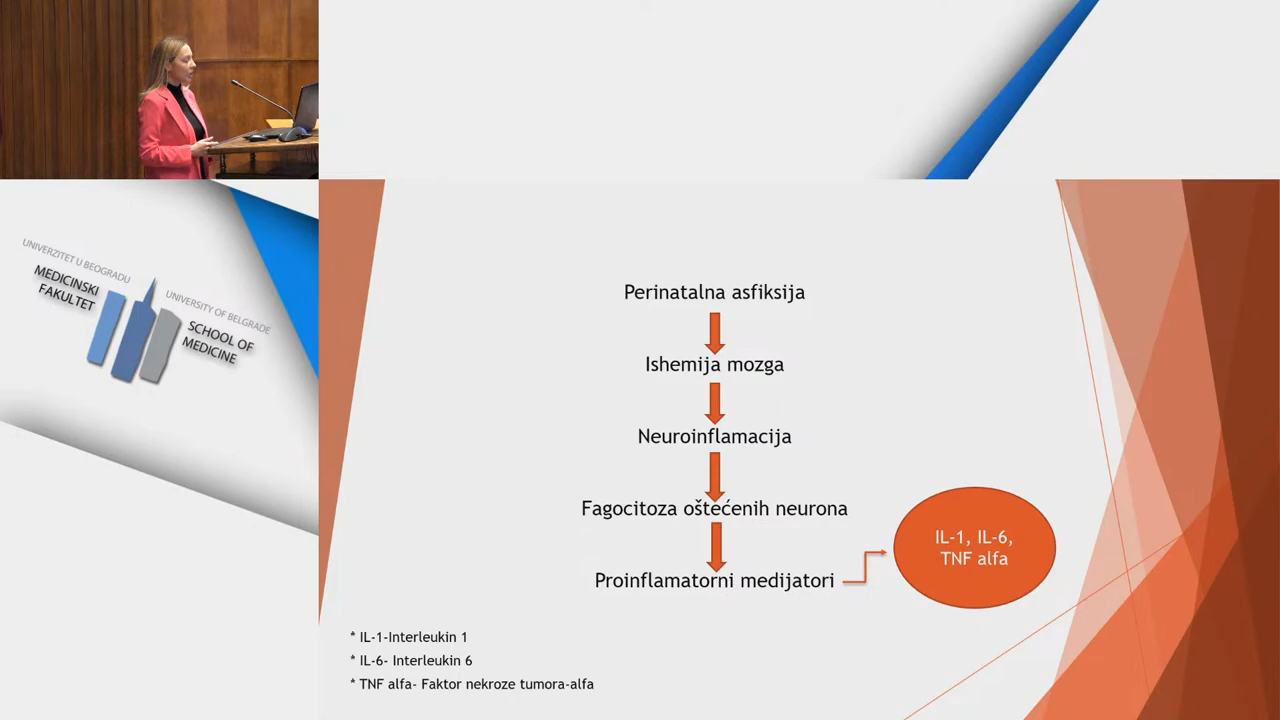 UNIVERZITET U BEOGRADU
MEDICINSKI
FAKULTET
UNIVERSITY OF BELGRADE
SCHOOL OF
MEDICINE
Perinatalna asfiksija
Ishemija mozga
Neuroinflamacija
Fagocitoza oštećenih neurona
Proinflamatorni medijatori
IL-1, IL-6,
TNF alfa
* IL-1-Interleukin 1
* IL-6- Interleukin 6
* TNF alfa- Faktor nekroze tumora-alfa